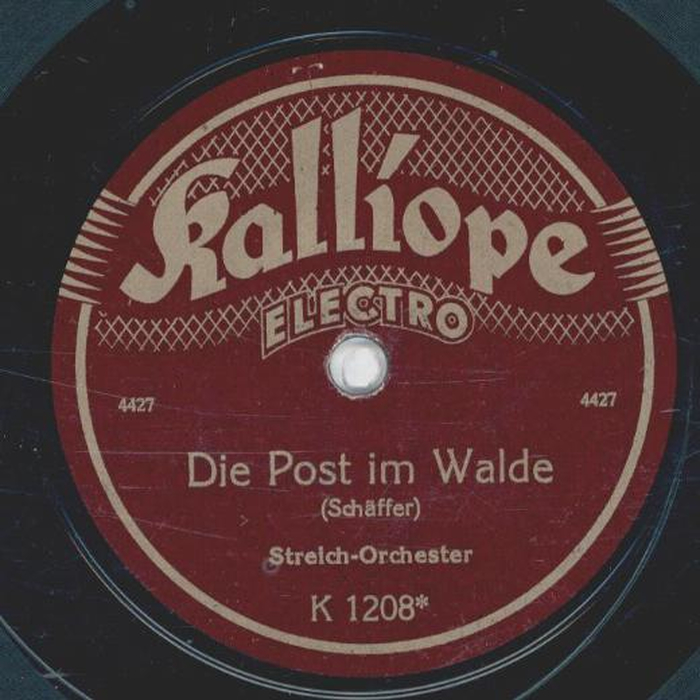 Kalliope
ELECTRO
4427 4427
Die Post im Walde
(Schäffer)
Streich-Orchester
K 1208*